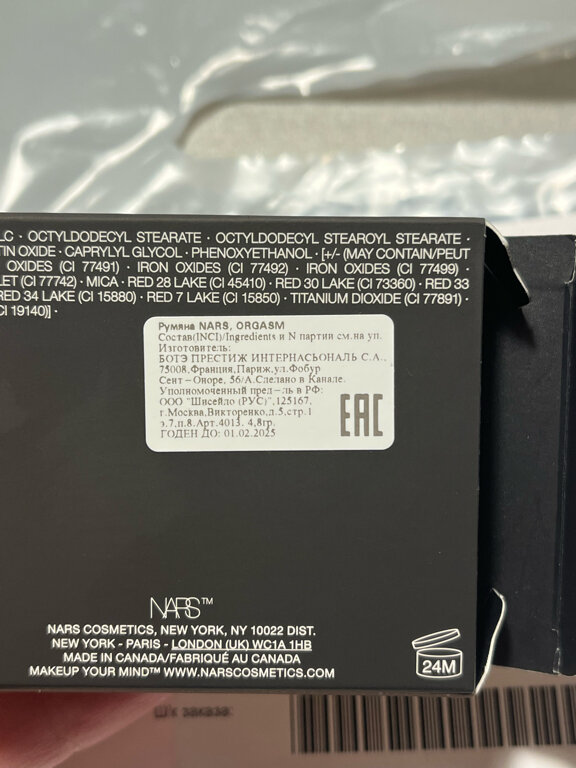 LC · OCTYLDODECYL STEARATE · OCTYLDODECYL STEAROYL STEARATE ·
TIN OXIDE · CAPRYLYL GLYCOL · PHENOXYETHANOL · [+/- (MAY CONTAIN/PEUT
OXIDES (CI 77491) · IRON OXIDES (CI 77492) · IRON OXIDES (CI 77499) ·
LET (CI 77742) · MICA · RED 28 LAKE (CI 45410) · RED 30 LAKE (CI 73360) · RED 33
RED 34 LAKE (CI 15880) · RED 7 LAKE (CI 15850) · TITANIUM DIOXIDE (CI 77891) ·
CI 19140)] ·
Румяна NARS, ORGASM
Состав(INCI)/Ingredients и N партии см.на уп.
Изготовитель:
БОТЭ ПРЕСТИЖ ИНТЕРНАСЬОНАЛЬ С.А.,
75008,Франция,Париж,ул.Фобур
Сент-Оноре, 56/А.Сделано в Канаде.
Уполномоченный пред-ль в РФ:
ООО "Шисейдо (РУС)",125167,
г.Москва,Викторенко,д.5,стр.1
э.7,п.8.Арт.4013. 4,8гр.
ГОДЕН ДО: 01.02.2025
EAC
NARS™
NARS COSMETICS, NEW YORK, NY 10022 DIST.
NEW YORK - PARIS - LONDON (UK) WC1A 1HB
MADE IN CANADA/FABRIQUÉ AU CANADA
MAKEUP YOUR MIND™ WWW.NARSCOSMETICS.COM
24M
ШК заказа: